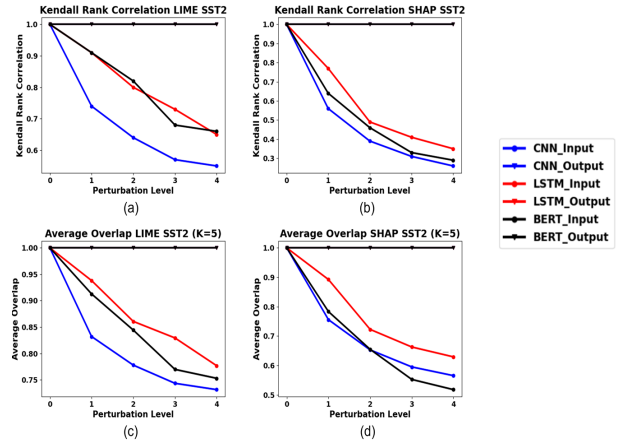 Kendall Rank Correlation LIME SST2
Kendall Rank Correlation
1.0
0.9
0.8
0.7
0.6
0 1 2 3 4
Perturbation Level
(a)
Kendall Rank Correlation SHAP SST2
Kendall Rank Correlation
1.0
0.9
0.8
0.7
0.6
0.5
0.4
0.3
0 1 2 3 4
Perturbation Level
(b)
CNN_Input
CNN_Output
LSTM_Input
LSTM_Output
BERT_Input
BERT_Output
Average Overlap LIME SST2 (K=5)
Average Overlap
1.00
0.95
0.90
0.85
0.80
0.75
0 1 2 3 4
Perturbation Level
(c)
Average Overlap SHAP SST2 (K=5)
Average Overlap
1.0
0.9
0.8
0.7
0.6
0.5
0 1 2 3 4
Perturbation Level
(d)